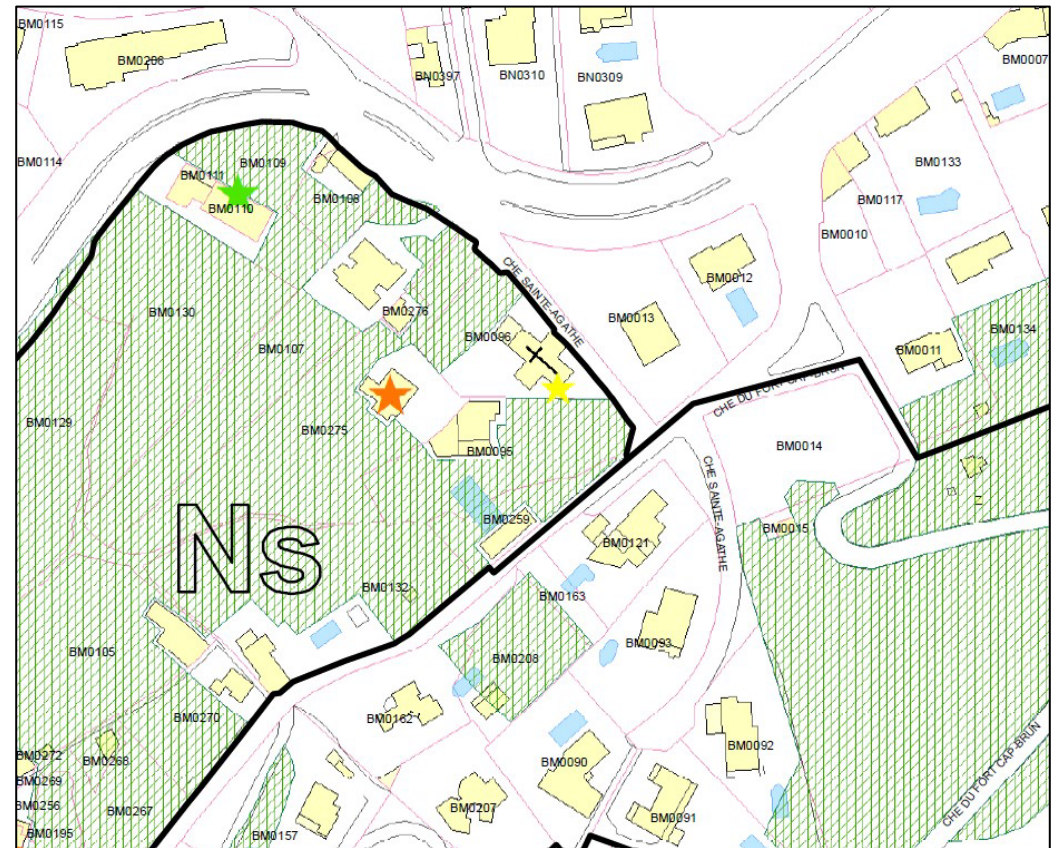 BM0115
BM0206
BN0397
BN0310
BN0309
BM0007
BM0114
BM0109
BM0111
BM0110
BM0108
BM0133
BM0117
BM0010
CHE SAINTE-AGATHE
BM0012
BM0013
BM0130
BM0276
BM0107
BM0096
BM0134
BM0011
CHE DU FORT CAP-BRUN
BM0129
BM0275
BM0095
BM0014
CHE SAINTE-AGATHE
Ns
BM0259
BM0121
BM0015
BM0132
BM0163
BM0105
BM0208
BM0093
BM0270
BM0162
BM0092
BM0272
BM0268
BM0090
BM0269
BM0256
BM0267
BM0207
BM0195
BM0157
BM0091
CHE DU FORT CAP-BRUN